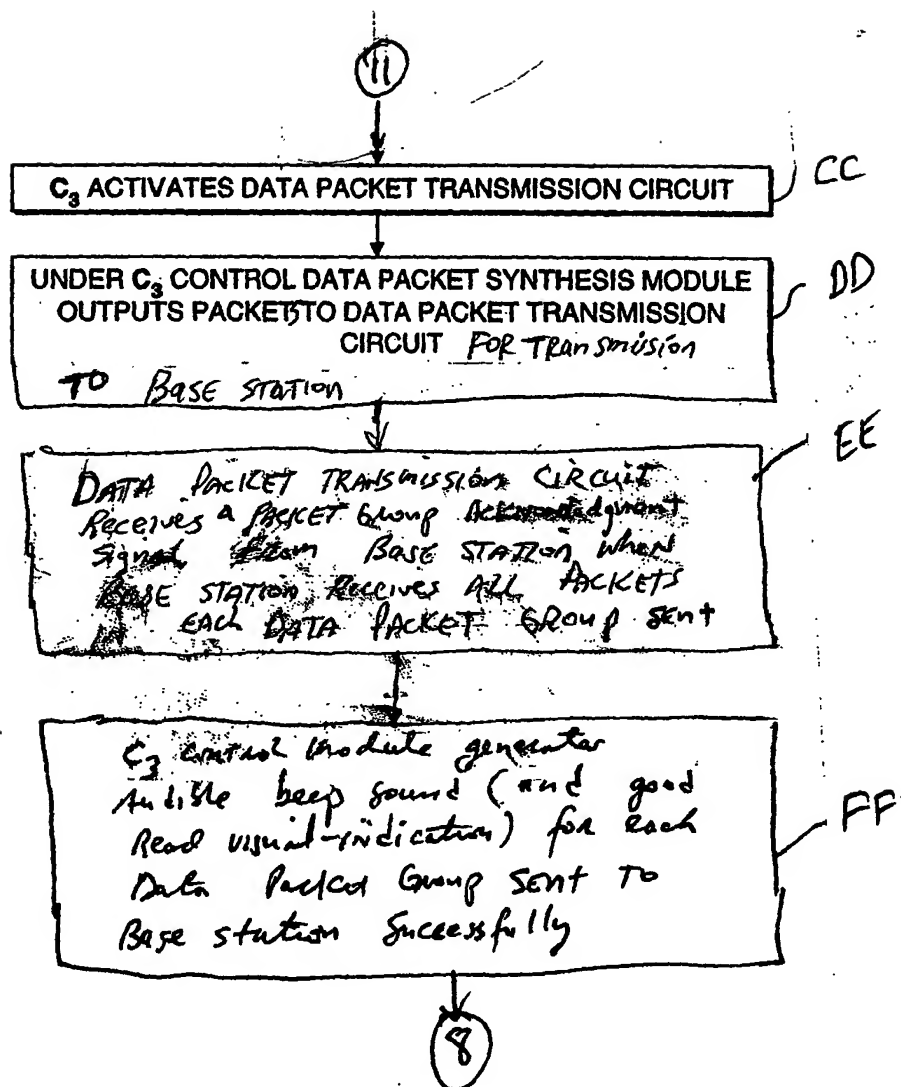 11
C₃ ACTIVATES DATA PACKET TRANSMISSION CIRCUIT
CC
UNDER C₃ CONTROL DATA PACKET SYNTHESIS MODULE
OUTPUTS PACKETS TO DATA PACKET TRANSMISSION
CIRCUIT FOR TRansmision
TO BASE STATION
DD
DATA PACKET TRANSMISSION CIRCUIT
Receives a PACKET Group Acknowledgment
Signal From BASE STATION when
BASE STATION Receives ALL PACKETS
EACH DATA PACKET GROUP Sent
EE
C₃ control module generator
Audible beep sound (and good
Read visual-indication) for each
Data Packet Group SENT TO
Base station Successfully
FF
8